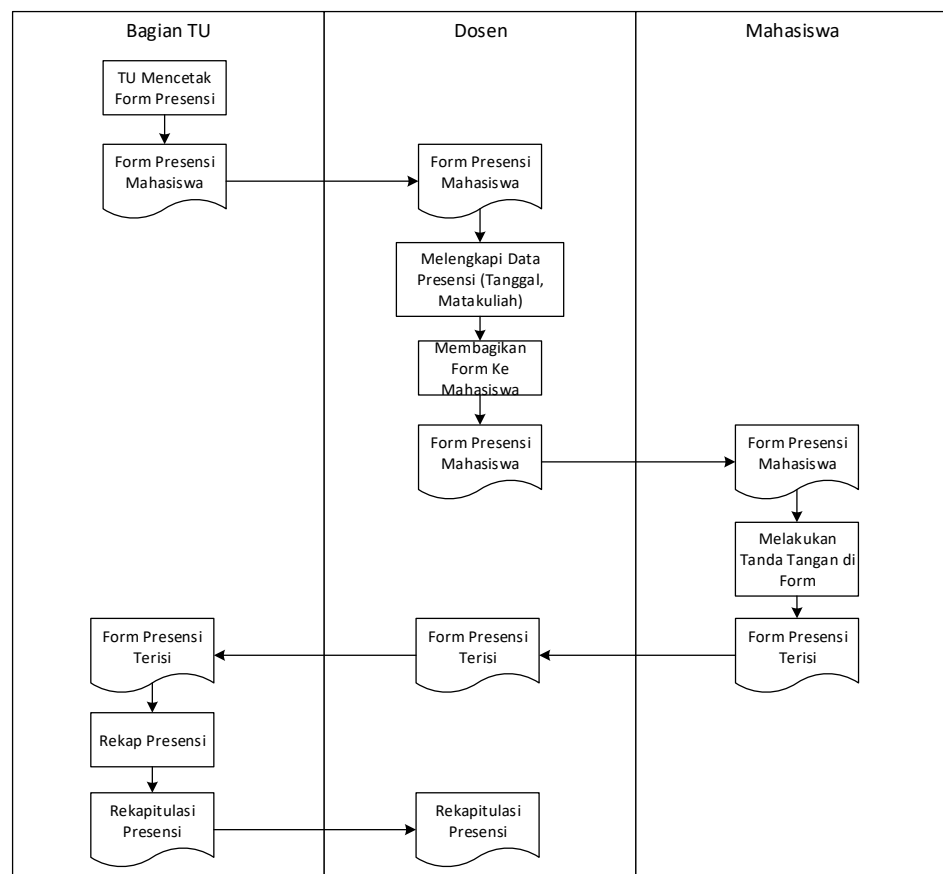 Bagian TU
Dosen
Mahasiswa
TU Mencetak
Form Presensi
Form Presensi
Mahasiswa
Form Presensi
Mahasiswa
Melengkapi Data
Presensi (Tanggal,
Matakuliah)
Membagikan
Form Ke
Mahasiswa
Form Presensi
Mahasiswa
Form Presensi
Mahasiswa
Melakukan
Tanda Tangan di
Form
Form Presensi
Terisi
Form Presensi
Terisi
Form Presensi
Terisi
Rekap Presensi
Rekapitulasi
Presensi
Rekapitulasi
Presensi